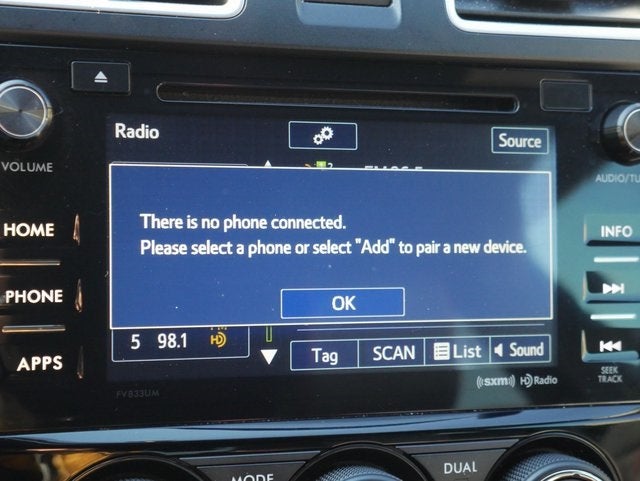 Radio
Source
VOLUME
AUDIO/TU
There is no phone connected.
Please select a phone or select "Add" to pair a new device.
HOME
INFO
PHONE
OK
5 98.1 HD
APPS
Tag
SCAN
List
Sound
SEEK
TRACK
((sxm)) HD Radio
FV833UM
MODE
DUAL